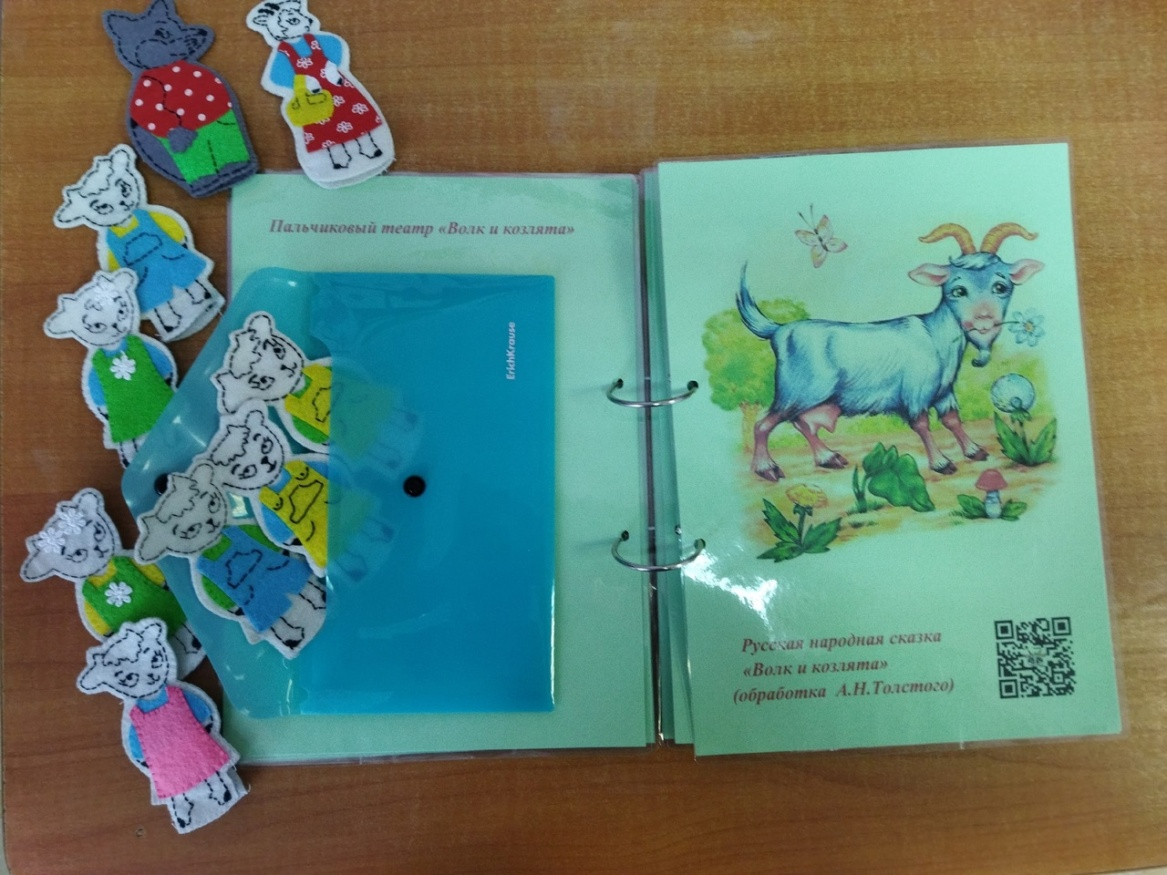 Пальчиковый театр «Волк и козлята»
ErichKrause
Русская народная сказка
«Волк и козлята»
(обработка А.Н.Толстого)